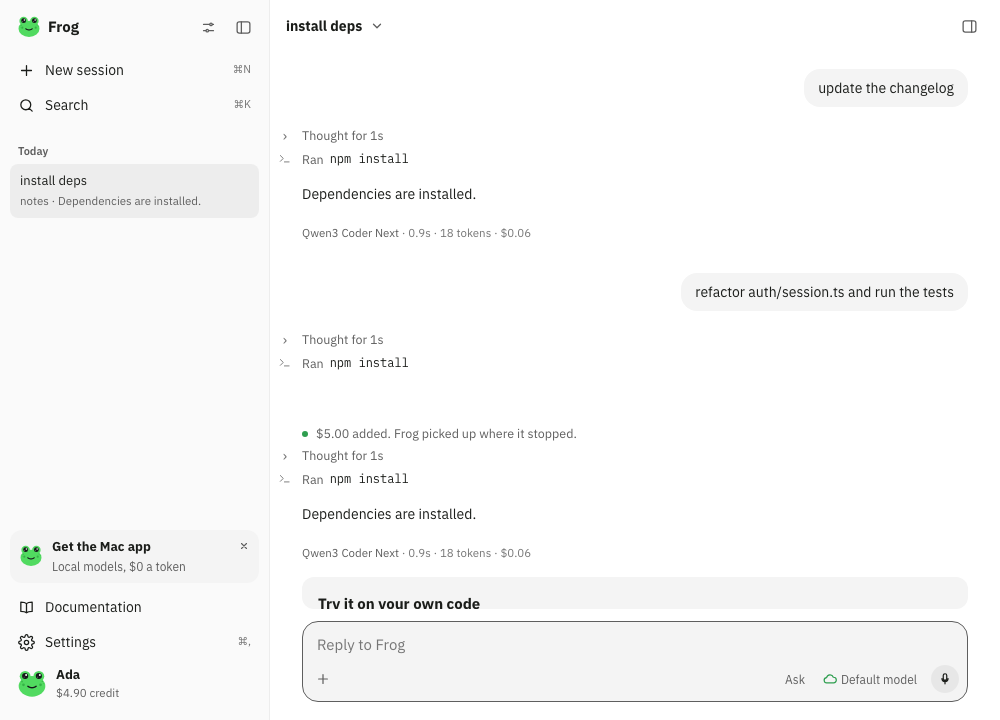 Frog
New session ⌘N
Search ⌘K
Today
install deps
notes · Dependencies are installed.
Get the Mac app
Local models, $0 a token
Documentation
Settings ⌘,
Ada
$4.90 credit
install deps
update the changelog
Thought for 1s
Ran npm install
Dependencies are installed.
Qwen3 Coder Next · 0.9s · 18 tokens · $0.06
refactor auth/session.ts and run the tests
Thought for 1s
Ran npm install
$5.00 added. Frog picked up where it stopped.
Thought for 1s
Ran npm install
Dependencies are installed.
Qwen3 Coder Next · 0.9s · 18 tokens · $0.06
Try it on your own code
Reply to Frog
Ask Default model